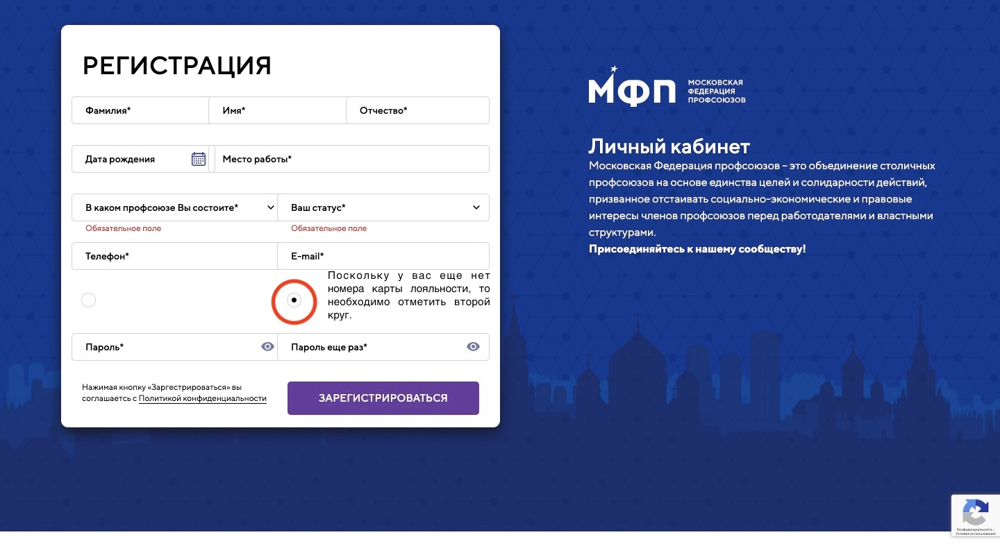 РЕГИСТРАЦИЯ
Фамилия*
Имя*
Отчество*
Дата рождения
Место работы*
В каком профсоюзе Вы состоите*
Ваш статус*
Обязательное поле
Обязательное поле
Телефон*
E-mail*
Поскольку у вас еще нет
номера карты лояльности, то
необходимо отметить второй
круг.
Пароль*
Пароль еще раз*
Нажимая кнопку «Заргестрироваться» вы
соглашаетсь с Политикой конфиденциальности
ЗАРЕГИСТРИРОВАТЬСЯ
МФП
МОСКОВСКАЯ
ФЕДЕРАЦИЯ
ПРОФСОЮЗОВ
Личный кабинет
Московская Федерация профсоюзов – это объединение столичных
профсоюзов на основе единства целей и солидарности действий,
призванное отстаивать социально-экономические и правовые
интересы членов профсоюзов перед работодателями и властными
структурами.
Присоединяйтесь к нашему сообществу!
Конфиденциальность -
Условия использования